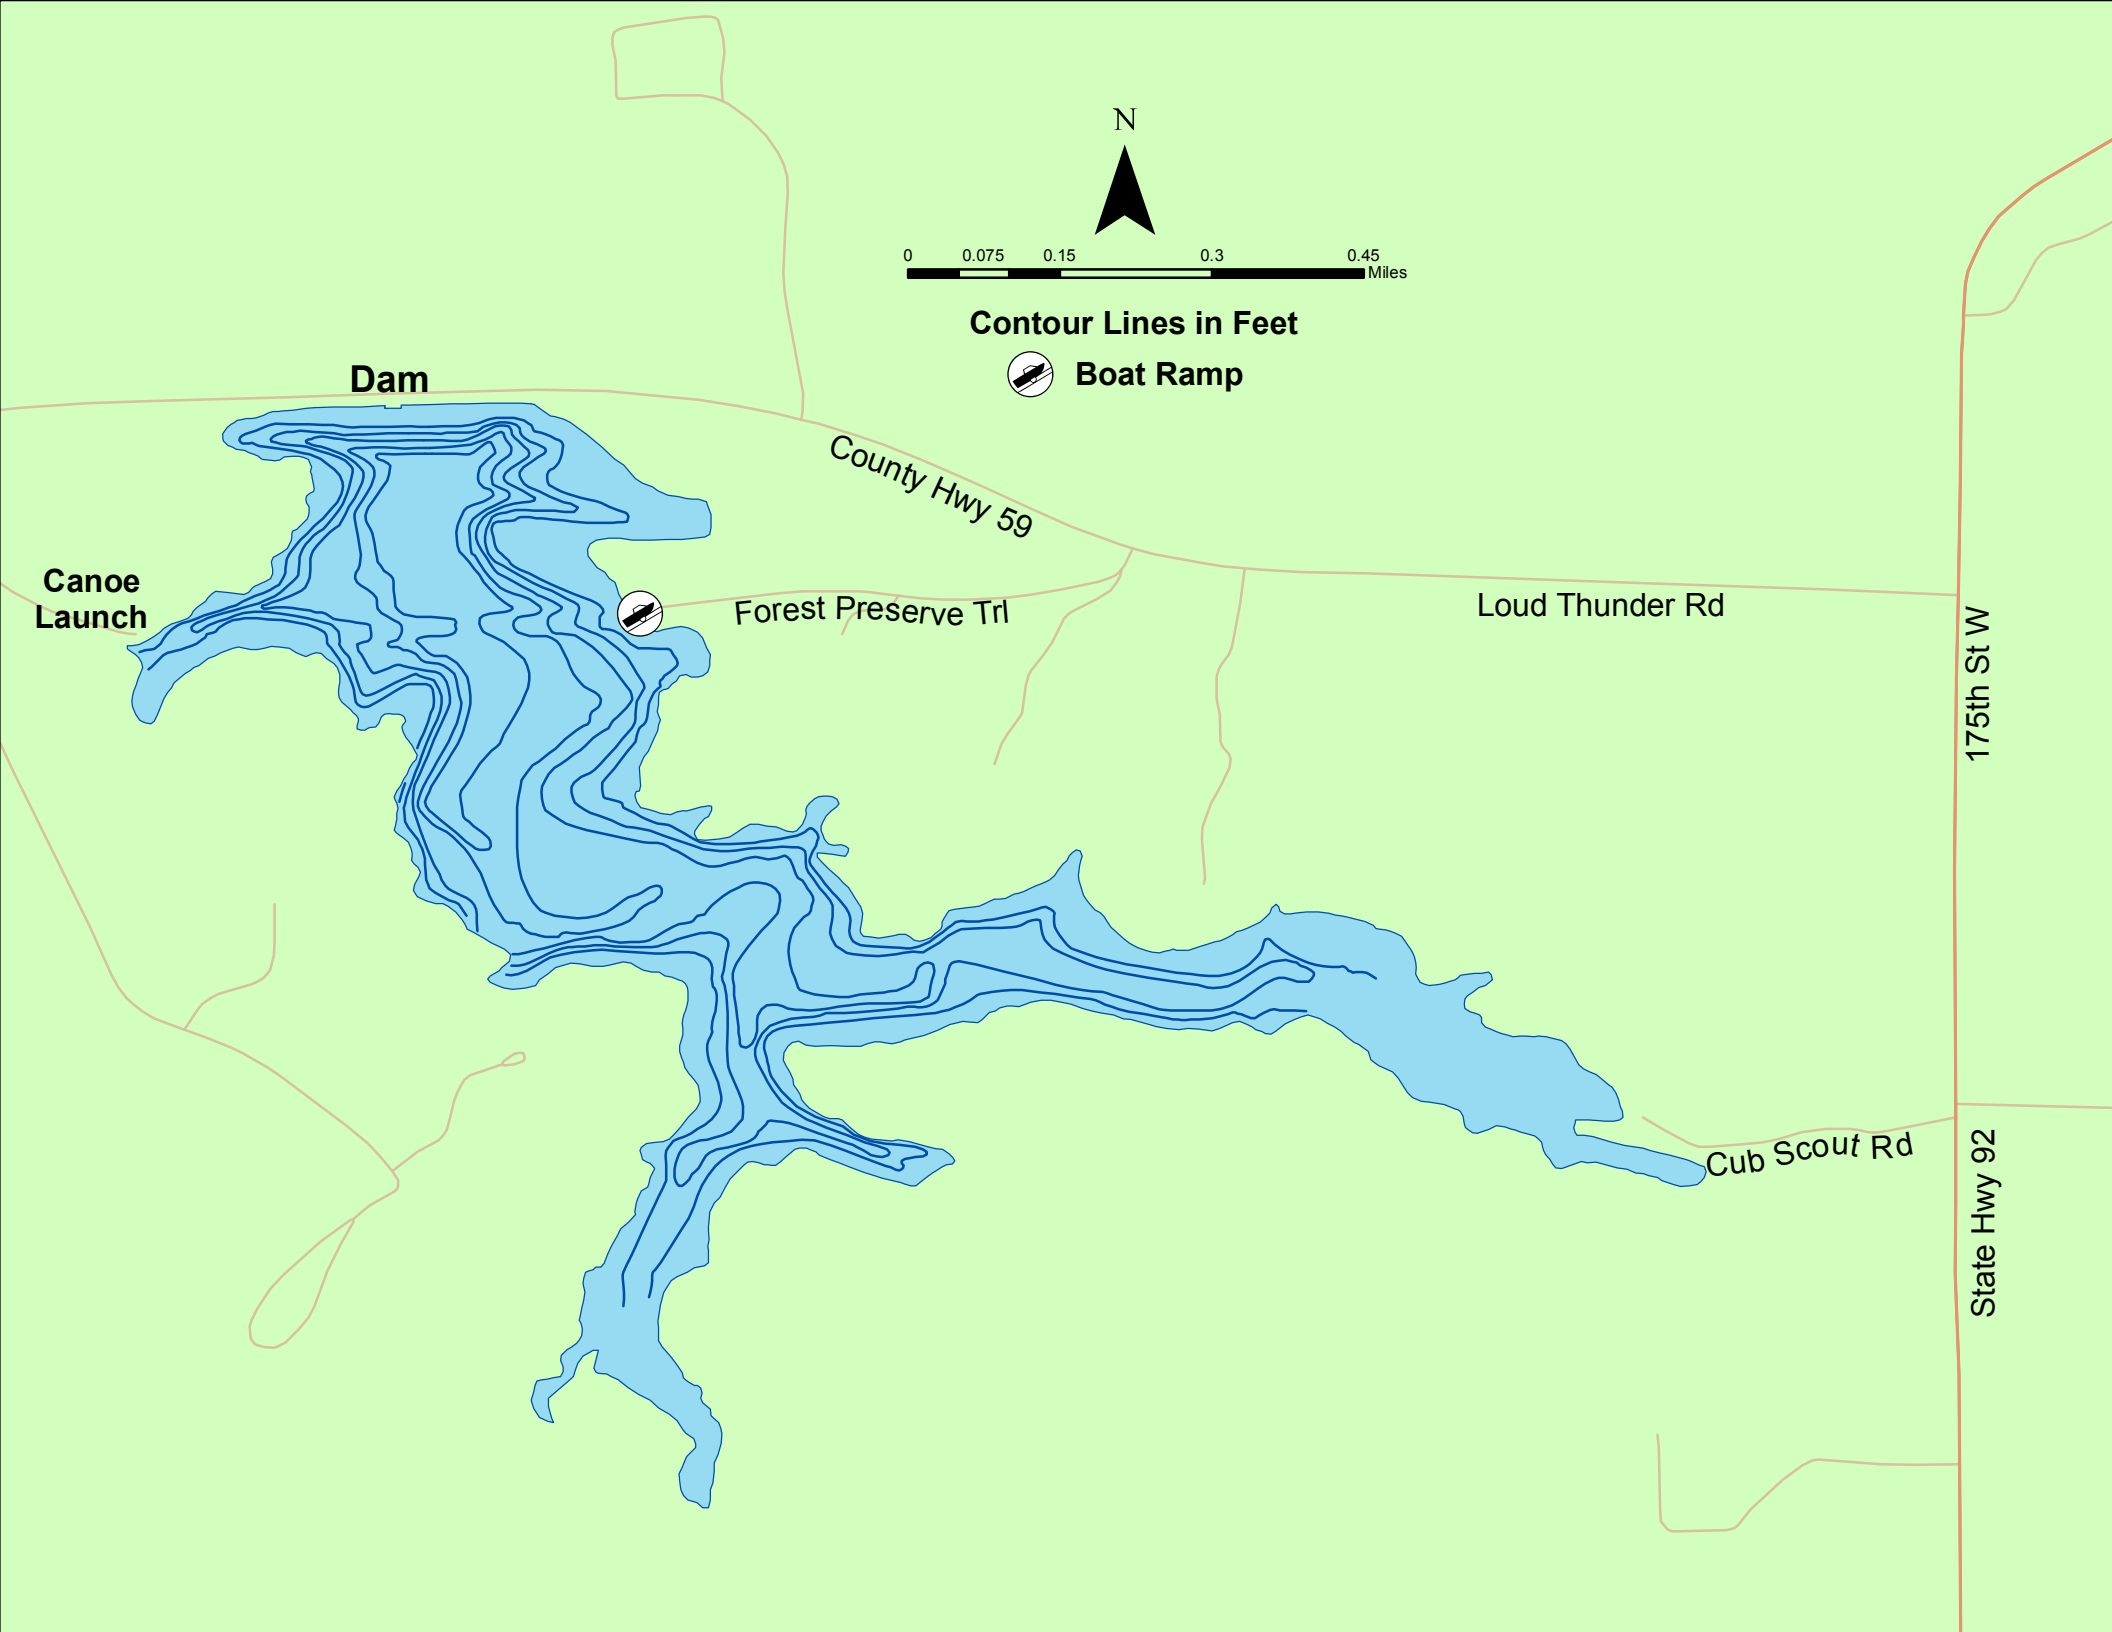 N
0 0.075 0.15 0.3 0.45
Miles
Contour Lines in Feet
Boat Ramp
Dam
County Hwy 59
Canoe
Launch
Forest Preserve Trl
Loud Thunder Rd
175th St W
Cub Scout Rd
State Hwy 92